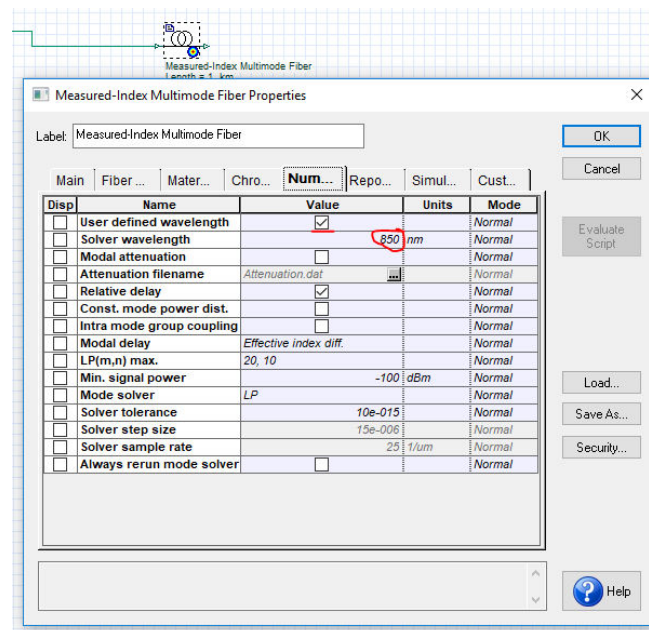 Measured-Index Multimode Fiber
Length = 1 km
Measured-Index Multimode Fiber Properties
Label: Measured-Index Multimode Fiber
OK
Cancel
Main Fiber ... Mater... Chro... Num... Repo... Simul... Cust...
Disp Name Value Units Mode
User defined wavelength Normal
Solver wavelength 850 nm Normal
Modal attenuation Normal
Attenuation filename Attenuation.dat ... Normal
Relative delay Normal
Const. mode power dist. Normal
Intra mode group coupling Normal
Modal delay Effective index diff. Normal
LP(m,n) max. 20, 10 Normal
Min. signal power -100 dBm Normal
Mode solver LP Normal
Solver tolerance 10e-015 Normal
Solver step size 15e-006 Normal
Solver sample rate 25 1/um Normal
Always rerun mode solver Normal
Evaluate
Script
Load...
Save As...
Security...
Help